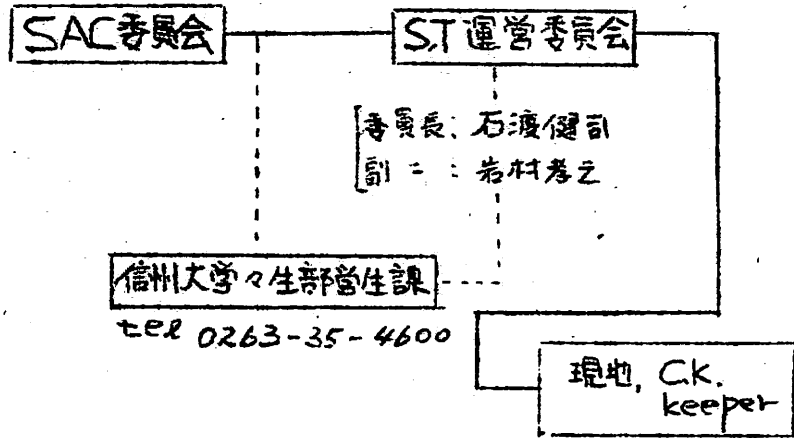 SAC委員会
S,T運営委員会
委員長: 石渡健司
副 〃 : 岩村孝之
信州大学々生部学生課
tel 0263-35-4600
現地, C.K.
keeper